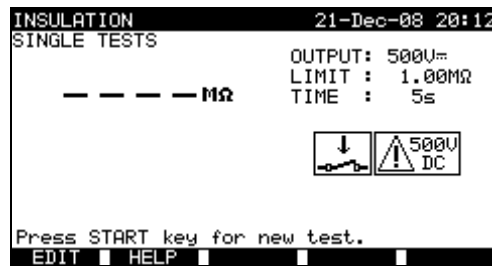 INSULATION 21-Dec-08 20:12
SINGLE TESTS
OUTPUT: 500V⎓
LIMIT : 1.00MΩ
– – – – MΩ
TIME : 5s
500V
DC
Press START key for new test.
EDIT HELP